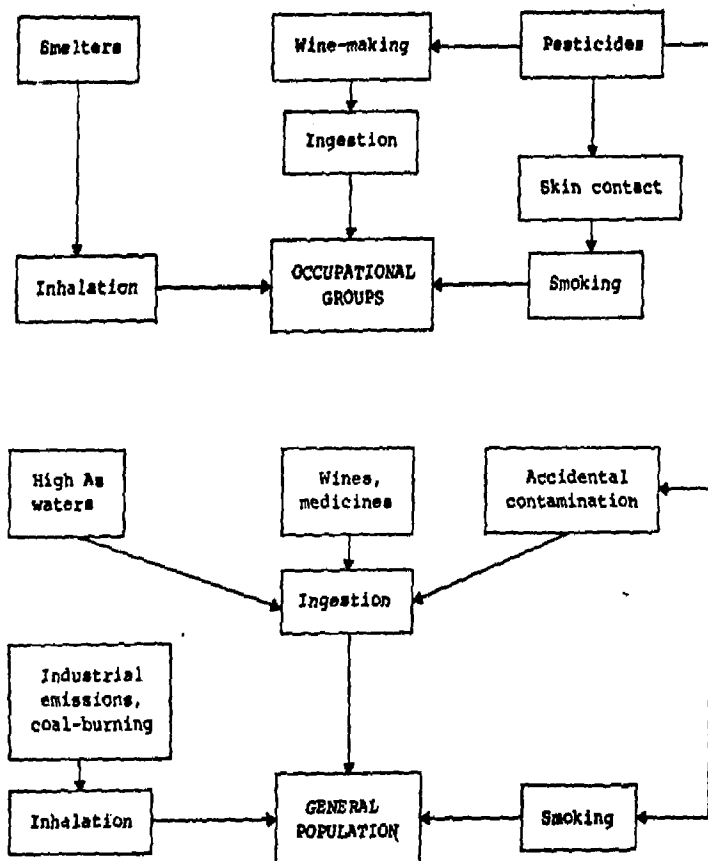 Smelters
Wine-making
Pesticides
Ingestion
Skin contact
Inhalation
OCCUPATIONAL
GROUPS
Smoking
High As
waters
Wines,
medicines
Accidental
contamination
Ingestion
Industrial
emissions,
coal-burning
Inhalation
GENERAL
POPULATION
Smoking